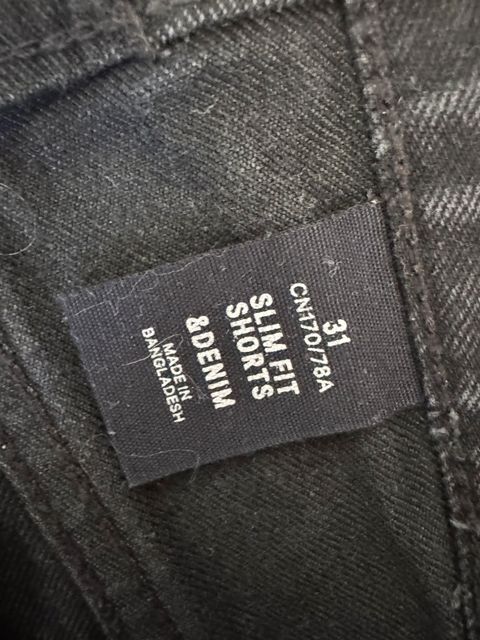 31
CN170/78A
SLIM FIT
SHORTS
&DENIM
MADE IN
BANGLADESH